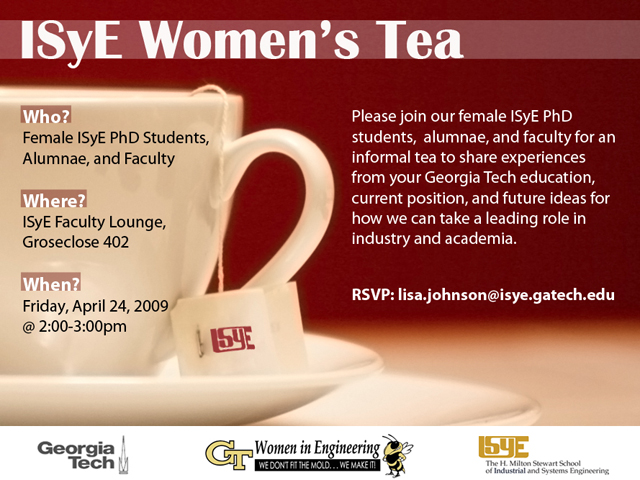 ISyE Women's Tea
Who?
Female ISyE PhD Students,
Alumnae, and Faculty
Where?
ISyE Faculty Lounge,
Groseclose 402
When?
Friday, April 24, 2009
@ 2:00-3:00pm
Please join our female ISyE PhD
students, alumnae, and faculty for an
informal tea to share experiences
from your Georgia Tech education,
current position, and future ideas for
how we can take a leading role in
industry and academia.
RSVP: lisa.johnson@isye.gatech.edu
ISyE
Georgia
Tech
GT
Women in Engineering
WE DON'T FIT THE MOLD... WE MAKE IT!
ISyE
The H. Milton Stewart School
of Industrial and Systems Engineering